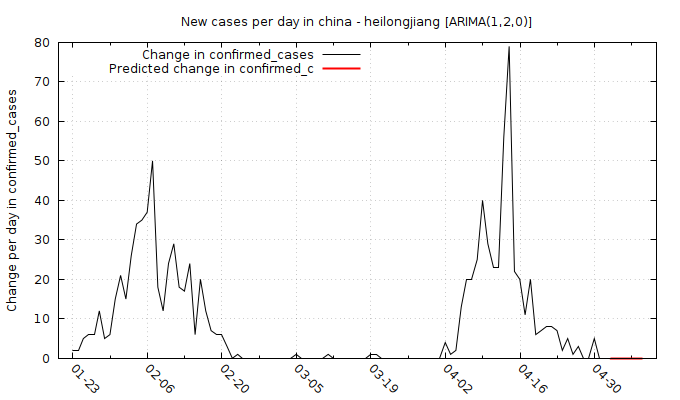 New cases per day in china - heilongjiang [ARIMA(1,2,0)]
Change in confirmed_cases
Predicted change in confirmed_c
Change per day in confirmed_cases
80
70
60
50
40
30
20
10
0
01-23 02-06 02-20 03-05 03-19 04-02 04-16 04-30